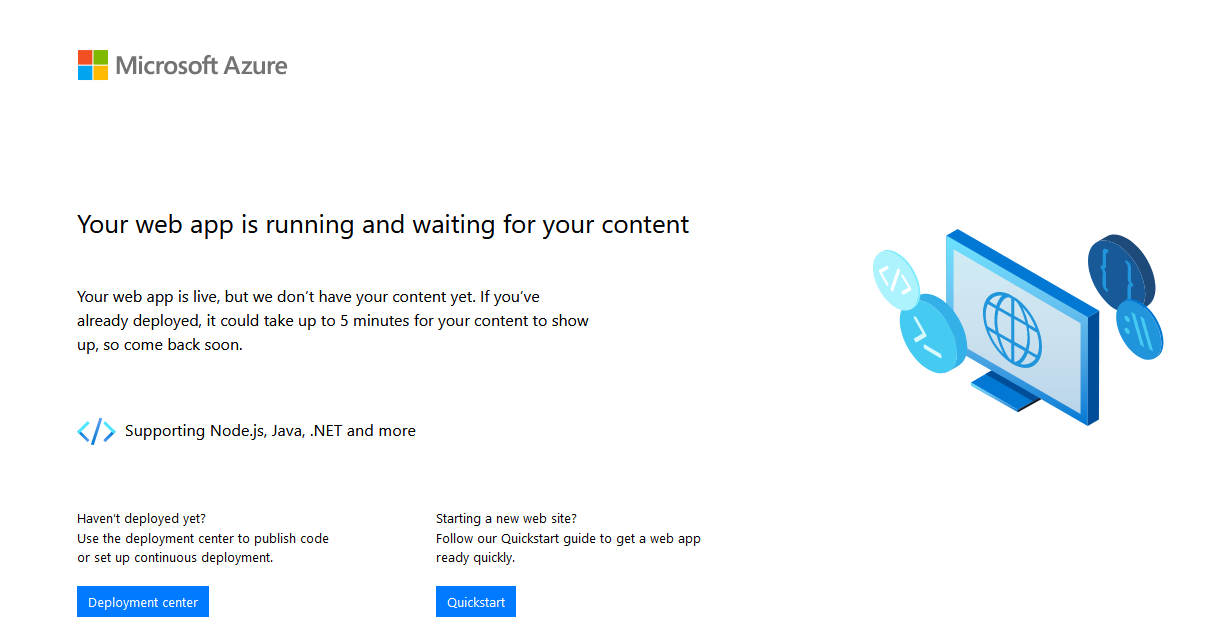 Microsoft Azure
Your web app is running and waiting for your content
Your web app is live, but we don’t have your content yet. If you’ve
already deployed, it could take up to 5 minutes for your content to show
up, so come back soon.
</>
Supporting Node.js, Java, .NET and more
Haven’t deployed yet?
Use the deployment center to publish code
or set up continuous deployment.
Deployment center
Starting a new web site?
Follow our Quickstart guide to get a web app
ready quickly.
Quickstart
</>
>_
{ }
:\\